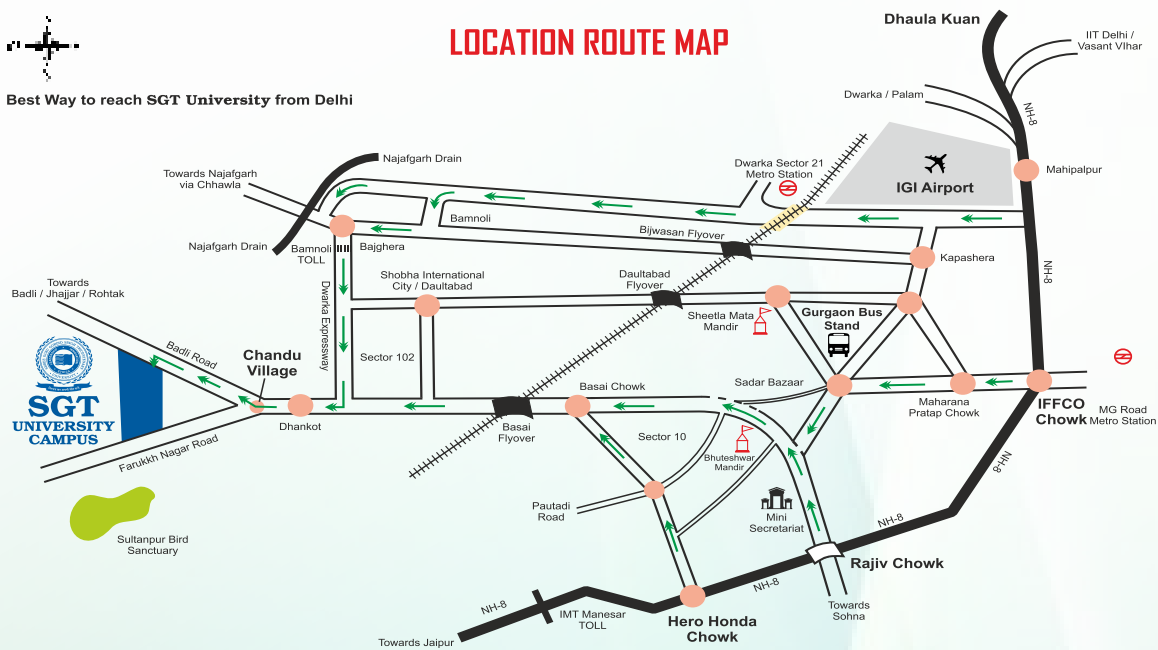 LOCATION ROUTE MAP
Best Way to reach SGT University from Delhi
Dhaula Kuan
IIT Delhi /
Vasant VIhar
Dwarka / Palam
NH-8
Mahipalpur
IGI Airport
Dwarka Sector 21
Metro Station
Najafgarh Drain
Towards Najafgarh
via Chhawla
Najafgarh Drain
Bamnoli
Bijwasan Flyover
Bamnoli
TOLL
Bajghera
Kapashera
NH-8
Shobha International
City / Daultabad
Daultabad
Flyover
Sheetla Mata
Mandir
Gurgaon Bus
Stand
Towards
Badli / Jhajjar / Rohtak
Dwarka Expressway
Badli Road
Chandu
Village
Sector 102
Basai Chowk
Sadar Bazaar
Maharana
Pratap Chowk
IFFCO
Chowk
MG Road
Metro Station
SGT
UNIVERSITY
CAMPUS
Dhankot
Basai
Flyover
Sector 10
Bhuteshwar
Mandir
Farukkh Nagar Road
NH-8
Pautadi
Road
Mini
Secretariat
NH-8
Sultanpur Bird
Sanctuary
Rajiv Chowk
NH-8
Towards
Sohna
NH-8
IMT Manesar
TOLL
Hero Honda
Chowk
Towards Jaipur